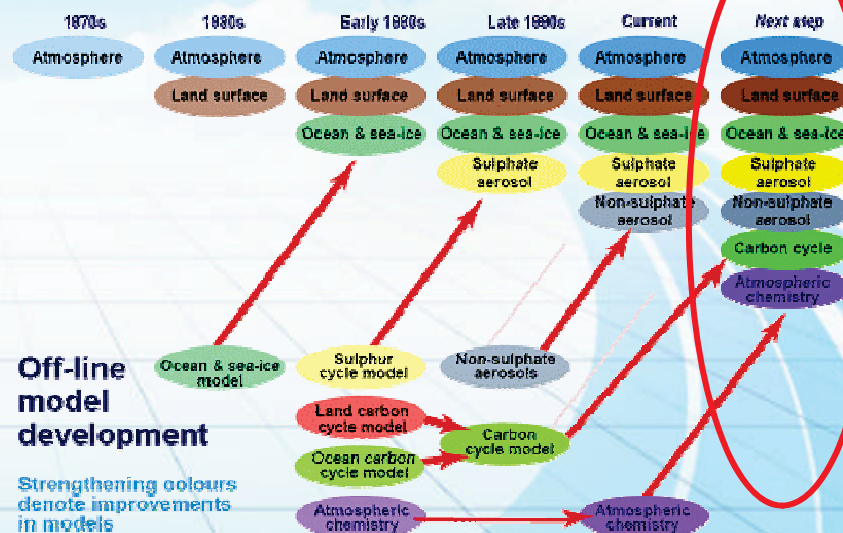 1970s 1980s Early 1990s Late 1990s Current Next step
Atmosphere Atmosphere Atmosphere Atmosphere Atmosphere Atmosphere
Land surface Land surface Land surface Land surface Land surface
Ocean & sea-ice Ocean & sea-ice Ocean & sea-ice Ocean & sea-ice
Sulphate Sulphate Sulphate
aerosol aerosol aerosol
Non-sulphate Non-sulphate
aerosol aerosol
Carbon cycle
Atmospheric
chemistry
Off-line
model
development
Ocean & sea-ice
model
Sulphur
cycle model
Non-sulphate
aerosols
Land carbon
cycle model
Carbon
cycle model
Ocean carbon
cycle model
Strengthening colours
denote improvements
in models
Atmospheric
chemistry
Atmospheric
chemistry